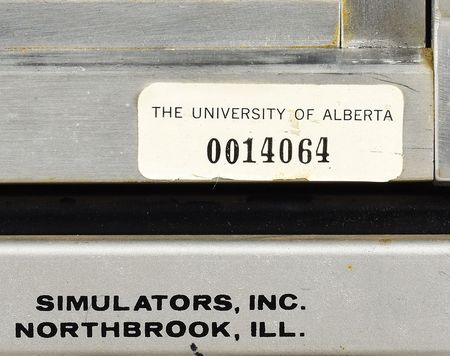 THE UNIVERSITY OF ALBERTA
0014064
SIMULATORS, INC.
NORTHBROOK, ILL.